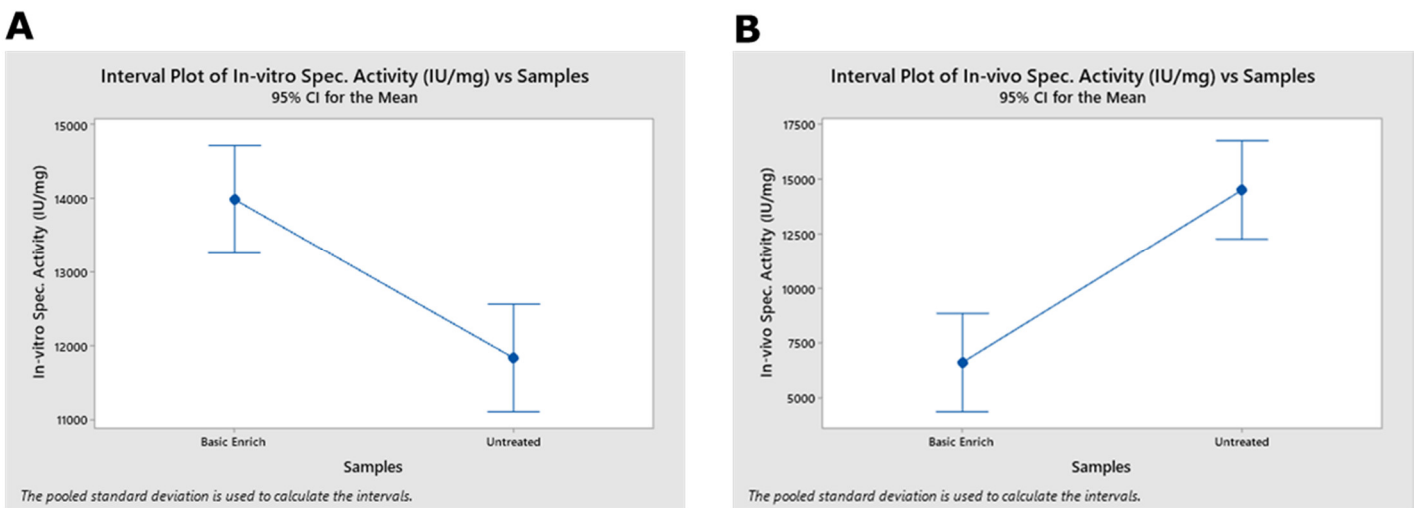 A
Interval Plot of In-vitro Spec. Activity (IU/mg) vs Samples
95% CI for the Mean
In-vitro Spec. Activity (IU/mg)
15000
14000
13000
12000
11000
Basic Enrich
Untreated
Samples
The pooled standard deviation is used to calculate the intervals.
B
Interval Plot of In-vivo Spec. Activity (IU/mg) vs Samples
95% CI for the Mean
In-vivo Spec. Activity (IU/mg)
17500
15000
12500
10000
7500
5000
Basic Enrich
Untreated
Samples
The pooled standard deviation is used to calculate the intervals.